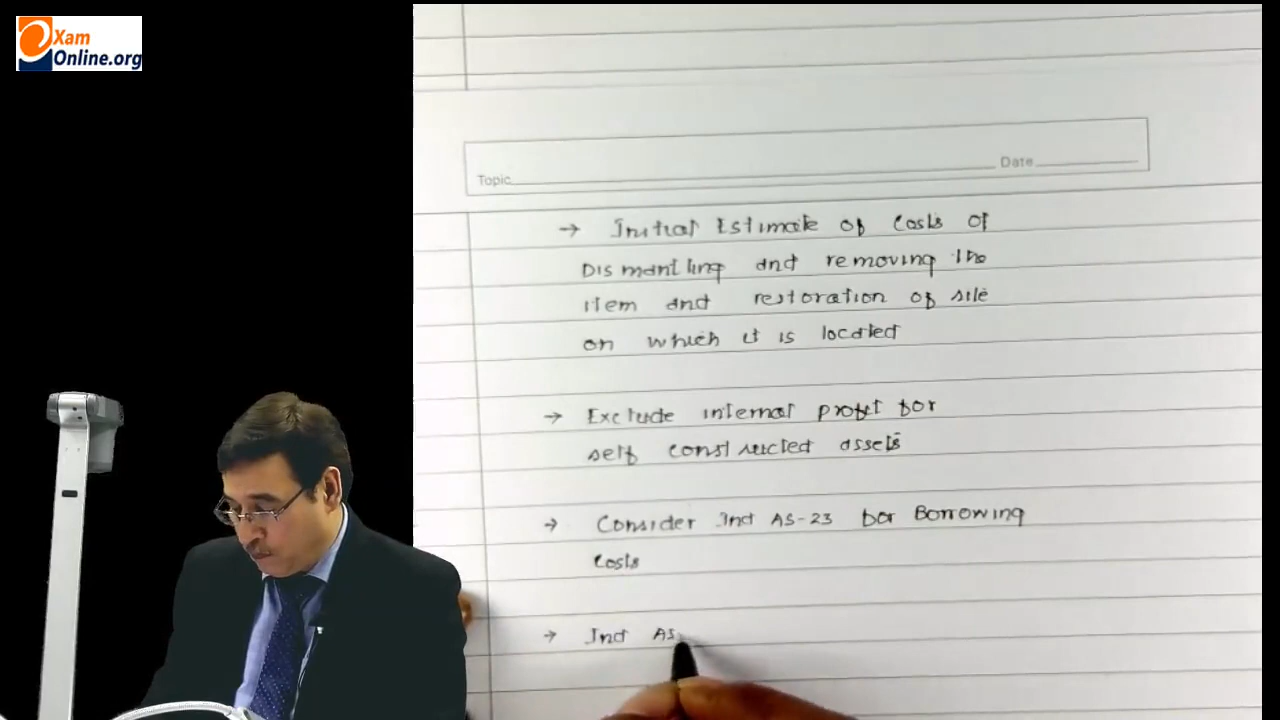 Xam
Online.org
Topic
Date
→ Initial Estimate of Costs of
Dismantling and removing the
item and restoration of site
on which it is located
→ Exclude internal profit for
self constructed assets
→ Consider Ind AS-23 for Borrowing
Costs
→ Ind AS